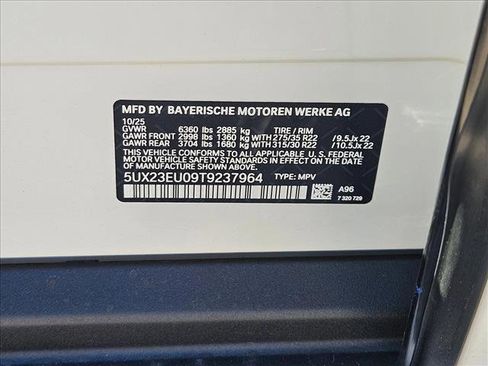 MFD BY BAYERISCHE MOTOREN WERKE AG
10/25
GVWR 6360 lbs 2885 kg TIRE / RIM
GAWR FRONT 2998 lbs 1360 kg WITH 275/35 R22 / 9.5Jx 22
GAWR REAR 3704 lbs 1680 kg WITH 315/30 R22 / 10.5Jx 22
THIS VEHICLE CONFORMS TO ALL APPLICABLE U.S. FEDERAL
MOTOR VEHICLE SAFETY STANDARDS IN EFFECT ON THE
DATE OF MANUFACTURE SHOWN ABOVE.
5UX23EU09T9237964 TYPE: MPV
A96
7 320 729